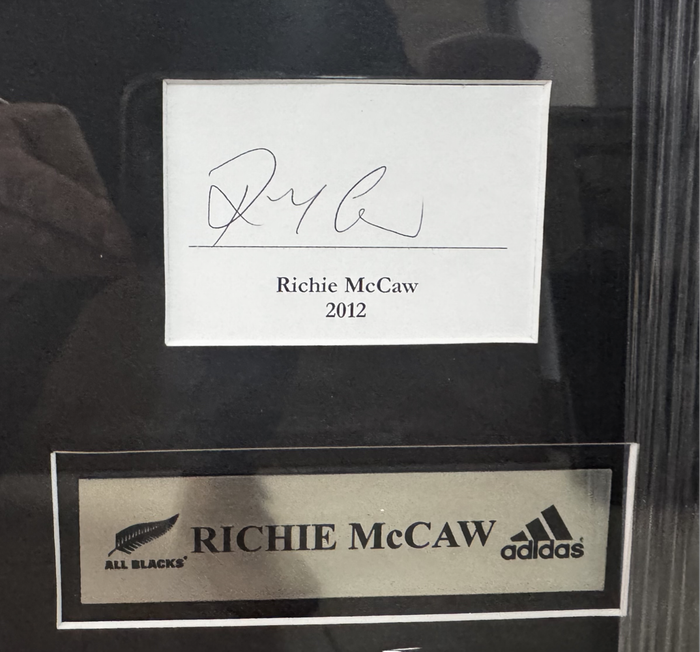 Richie McCaw
2012
ALL BLACKS
RICHIE McCAW
adidas